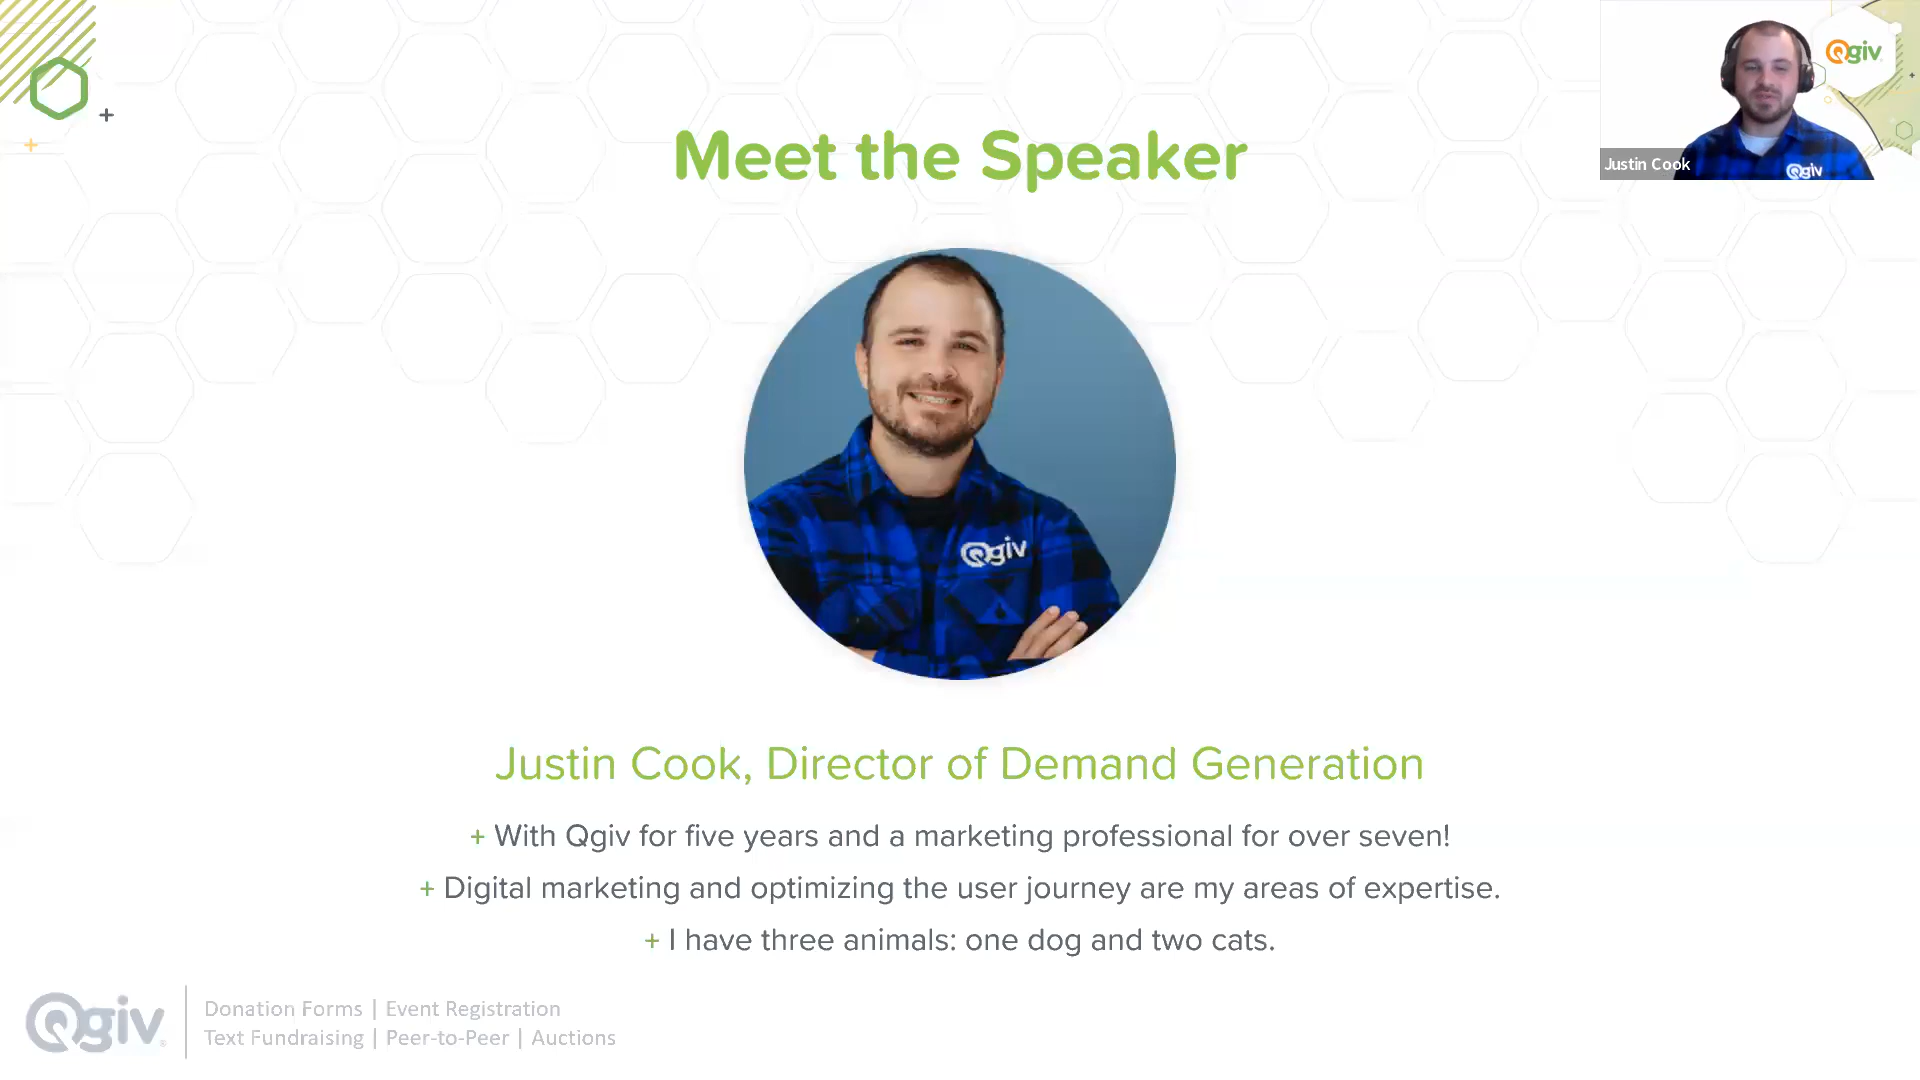 Meet the Speaker
Qgiv
Justin Cook
Qgiv
Qgiv
Justin Cook, Director of Demand Generation
+ With Qgiv for five years and a marketing professional for over seven!
+ Digital marketing and optimizing the user journey are my areas of expertise.
+ I have three animals: one dog and two cats.
Qgiv®
Donation Forms | Event Registration
Text Fundraising | Peer-to-Peer | Auctions